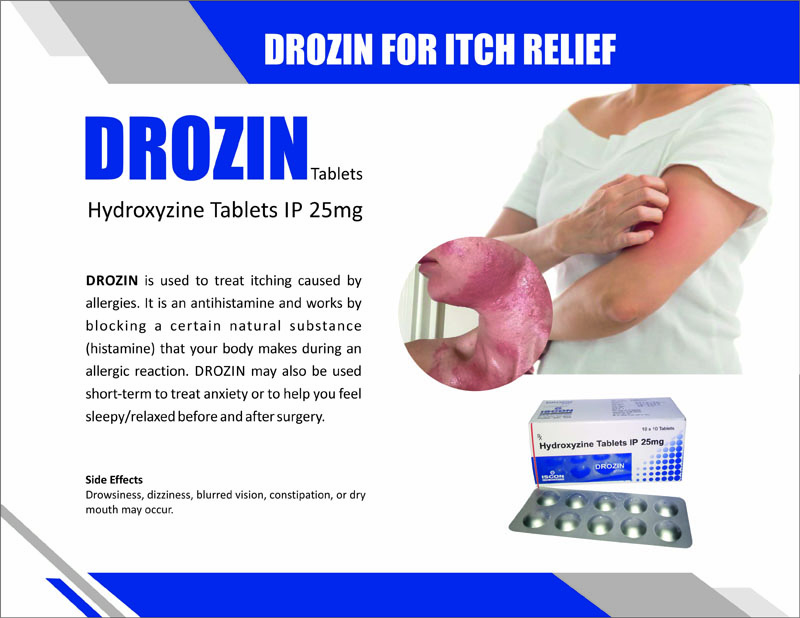 DROZIN FOR ITCH RELIEF
DROZIN Tablets
Hydroxyzine Tablets IP 25mg
DROZIN is used to treat itching caused by
allergies. It is an antihistamine and works by
blocking a certain natural substance
(histamine) that your body makes during an
allergic reaction. DROZIN may also be used
short-term to treat anxiety or to help you feel
sleepy/relaxed before and after surgery.
Side Effects
Drowsiness, dizziness, blurred vision, constipation, or dry
mouth may occur.
ISCON
10 x 10 Tablets
Rx
Hydroxyzine Tablets IP 25mg
DROZIN
ISCON